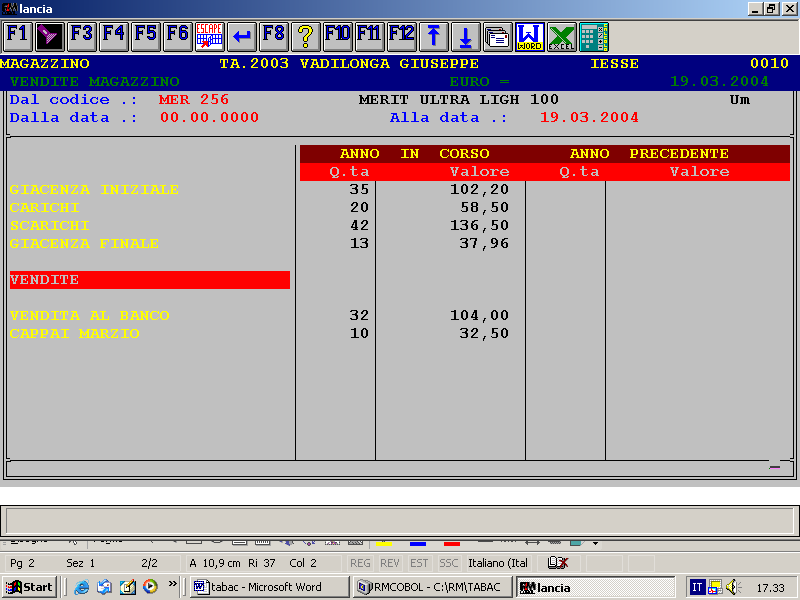 lancia
F1 F3 F4 F5 F6 ESCAPE F8 ? F10 F11 F12 WORD EXCEL
MAGAZZINO TA.2003 VADILONGA GIUSEPPE IESSE 0010
VENDITE MAGAZZINO EURO = 19.03.2004
Dal codice .: MER 256 MERIT ULTRA LIGH 100 Um
Dalla data .: 00.00.0000 Alla data .: 19.03.2004
ANNO IN CORSO ANNO PRECEDENTE
Q.ta Valore Q.ta Valore
GIACENZA INIZIALE 35 102,20
CARICHI 20 58,50
SCARICHI 42 136,50
GIACENZA FINALE 13 37,96
VENDITE
VENDITA AL BANCO 32 104,00
CAPPAI MARZIO 10 32,50
Pg 2 Sez 1 2/2 A 10,9 cm Ri 37 Col 2 REG REV EST SSC Italiano (Ital
Start » tabac - Microsoft Word RMCOBOL - C:\RM\TABAC lancia IT 17.33